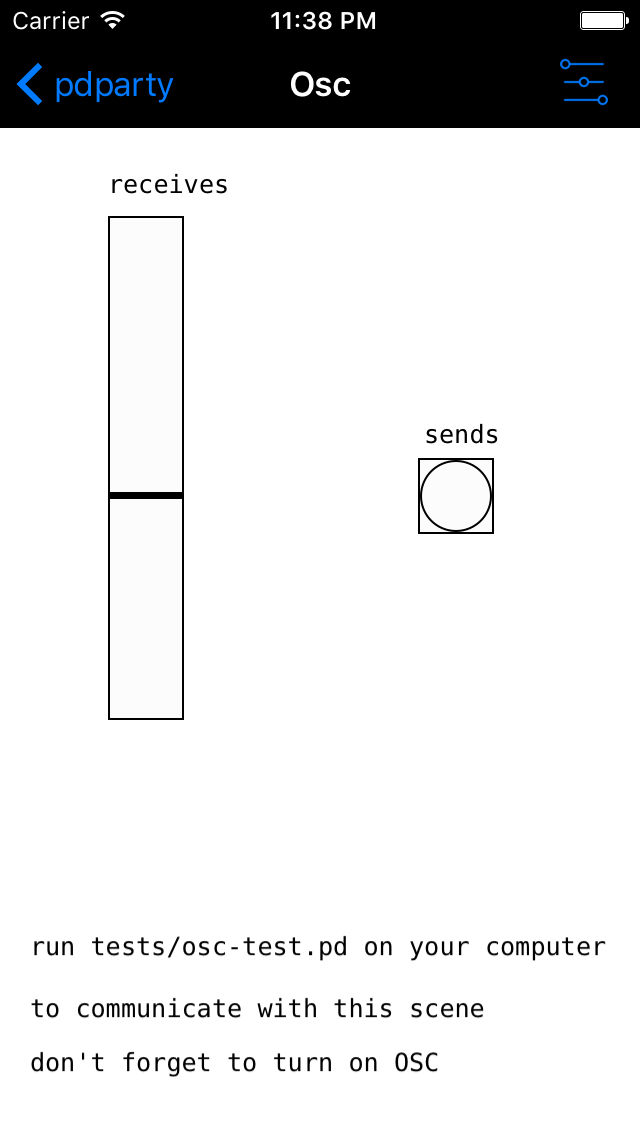 Carrier 11:38 PM
pdparty Osc
receives
sends
run tests/osc-test.pd on your computer
to communicate with this scene
don't forget to turn on OSC